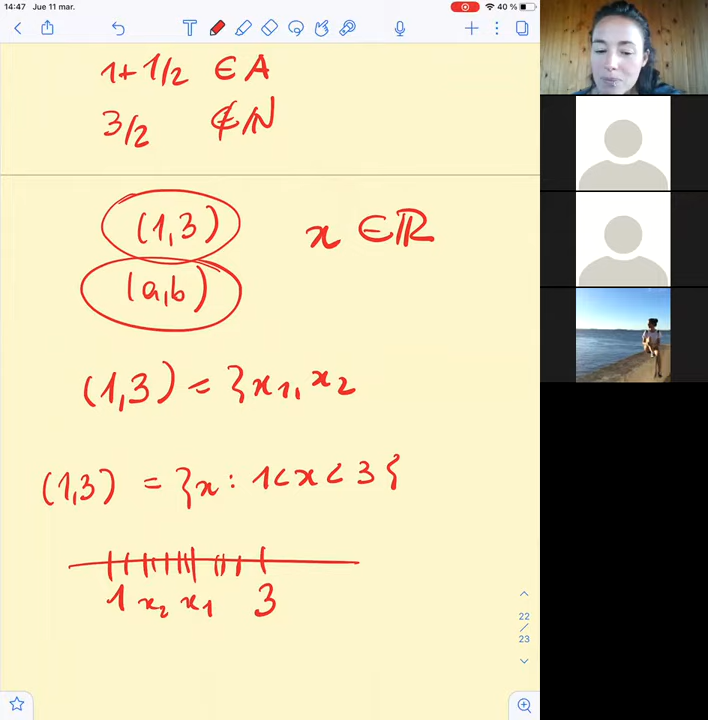 14:47 Jue 11 mar. 40 %
T
1+1/2 ∈ A
3/2 ∉ ℕ
(1,3) x ∈ ℝ
(a,b)
(1,3) = {x₁, x₂
(1,3) = {x : 1 < x < 3}
1 x₂ x₁ 3
22
/
23